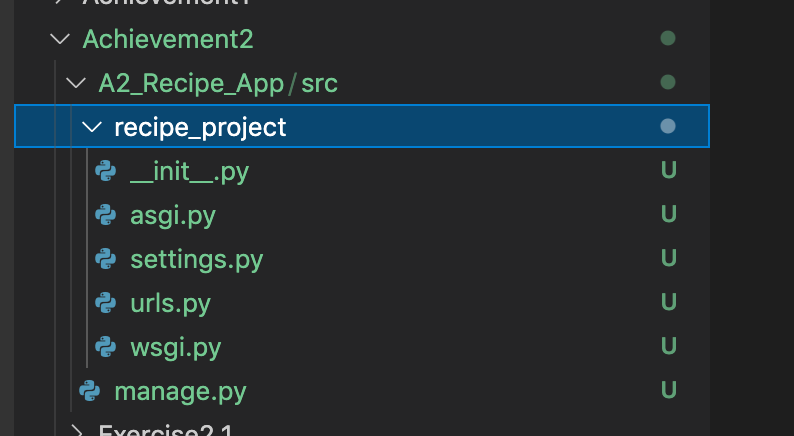 Achievement1
Achievement2
A2_Recipe_App/src
recipe_project
__init__.py U
asgi.py U
settings.py U
urls.py U
wsgi.py U
manage.py U
Exercise2.1